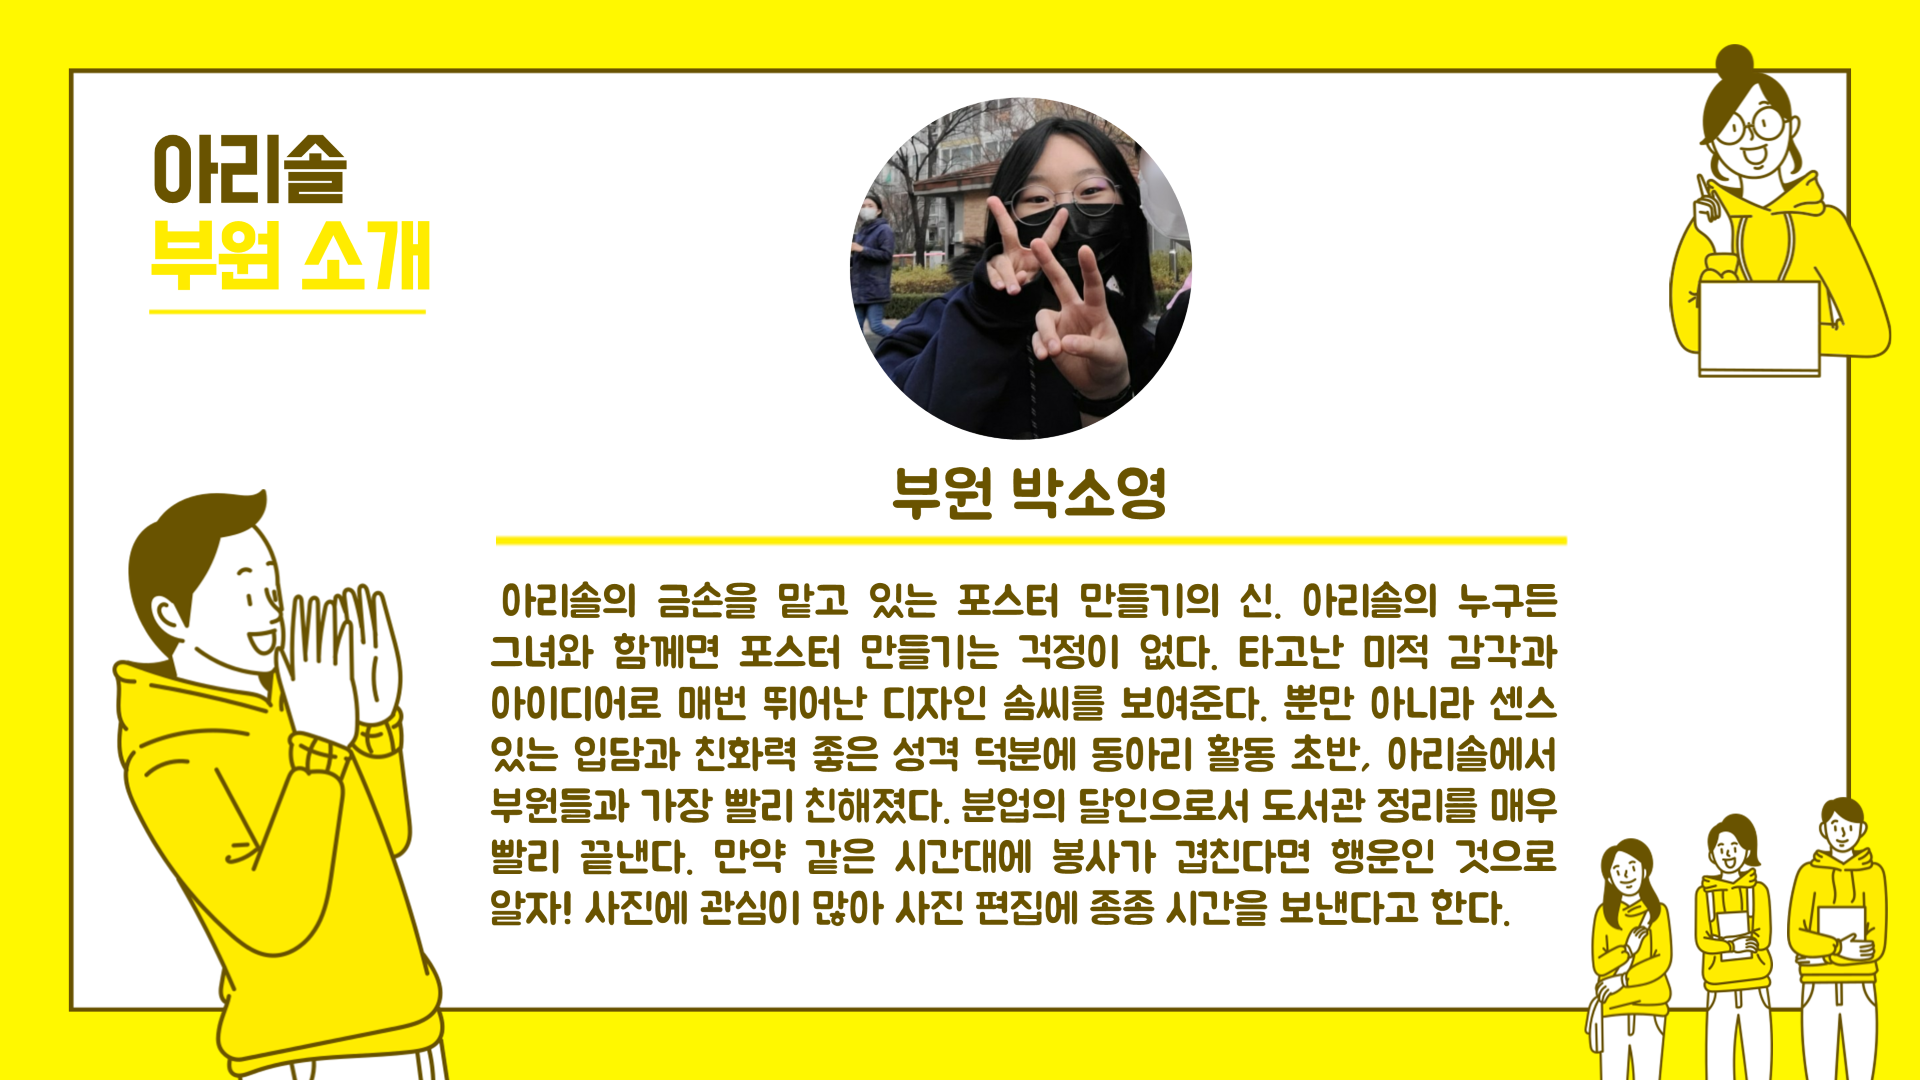 아리솔
부원 소개
부원 박소영
아리솔의 금손을 맡고 있는 포스터 만들기의 신. 아리솔의 누구든
그녀와 함께면 포스터 만들기는 걱정이 없다. 타고난 미적 감각과
아이디어로 매번 뛰어난 디자인 솜씨를 보여준다. 뿐만 아니라 센스
있는 입담과 친화력 좋은 성격 덕분에 동아리 활동 초반, 아리솔에서
부원들과 가장 빨리 친해졌다. 분업의 달인으로서 도서관 정리를 매우
빨리 끝낸다. 만약 같은 시간대에 봉사가 겹친다면 행운인 것으로
알자! 사진에 관심이 많아 사진 편집에 종종 시간을 보낸다고 한다.